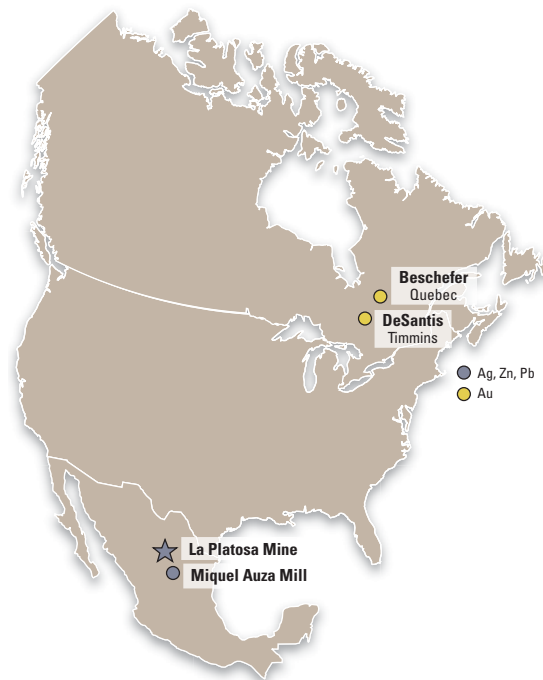 Beschefer
Quebec
DeSantis
Timmins
Ag, Zn, Pb
Au
La Platosa Mine
Miquel Auza Mill